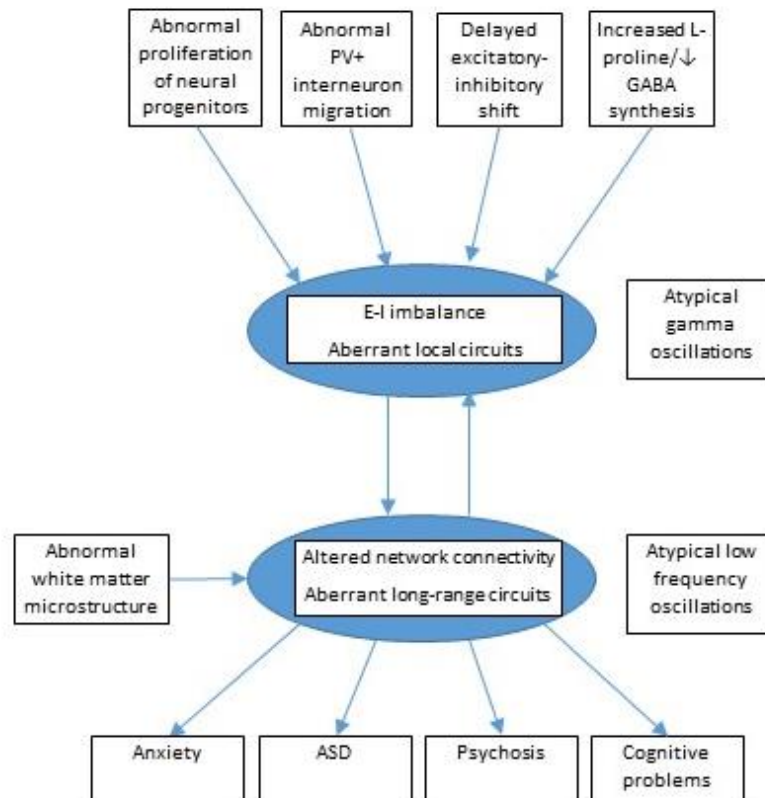 Abnormal
proliferation
of neural
progenitors
Abnormal
PV+
interneuron
migration
Delayed
excitatory-
inhibitory
shift
Increased L-
proline/↓
GABA
synthesis
E-I imbalance
Aberrant local circuits
Atypical
gamma
oscillations
Abnormal
white matter
microstructure
Altered network connectivity
Aberrant long-range circuits
Atypical low
frequency
oscillations
Anxiety
ASD
Psychosis
Cognitive
problems